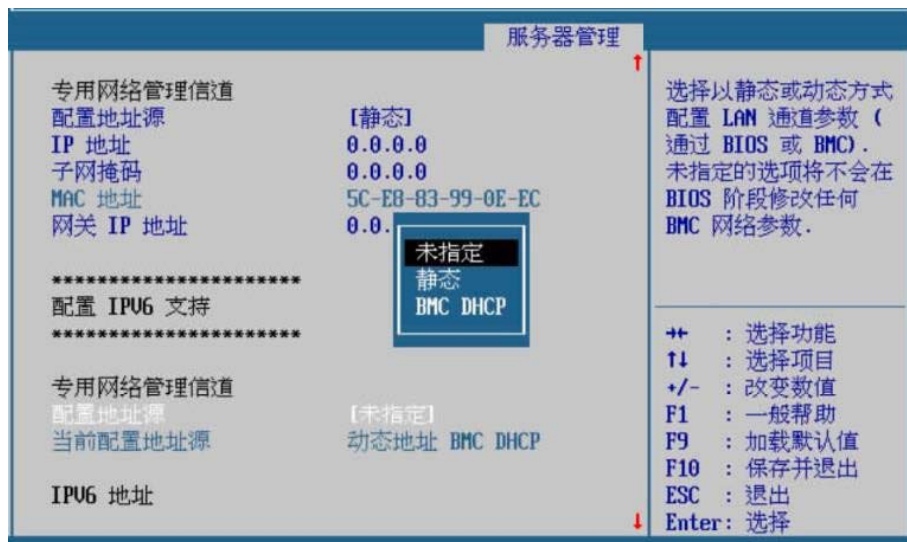 服务器管理
专用网络管理信道
配置地址源 [静态]
IP 地址 0.0.0.0
子网掩码 0.0.0.0
MAC 地址 5C-E8-83-99-0E-EC
网关 IP 地址 0.0.
未指定
静态
BMC DHCP
**********************
配置 IPV6 支持
**********************
专用网络管理信道
配置地址源 [未指定]
当前配置地址源 动态地址 BMC DHCP
IPV6 地址
选择以静态或动态方式
配置 LAN 通道参数 (
通过 BIOS 或 BMC).
未指定的选项将不会在
BIOS 阶段修改任何
BMC 网络参数.
→← : 选择功能
↑↓ : 选择项目
+/- : 改变数值
F1 : 一般帮助
F9 : 加载默认值
F10 : 保存并退出
ESC : 退出
Enter: 选择